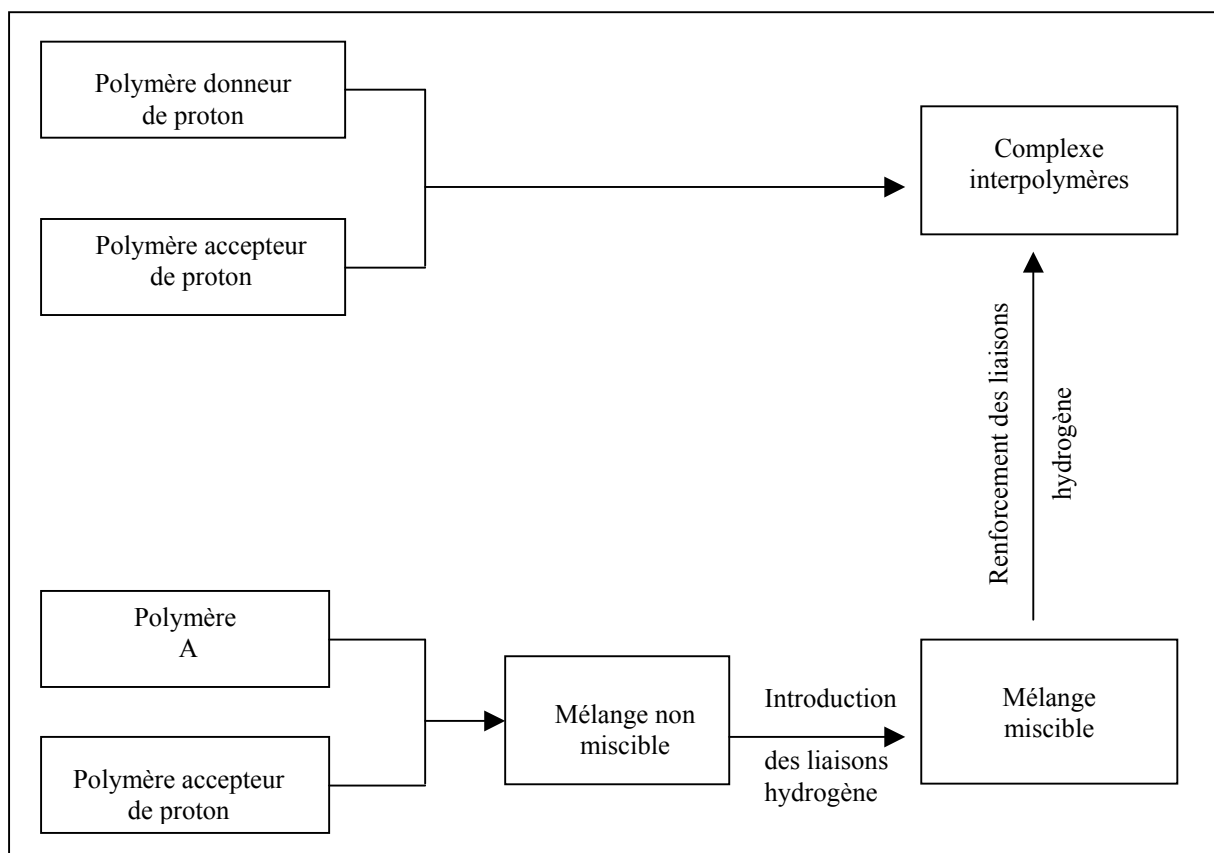 Polymère donneur
de proton
Complexe
interpolymères
Polymère accepteur
de proton
Renforcement des liaisons
hydrogène
Polymère
A
Mélange non
miscible
Introduction
des liaisons
hydrogène
Mélange
miscible
Polymère accepteur
de proton